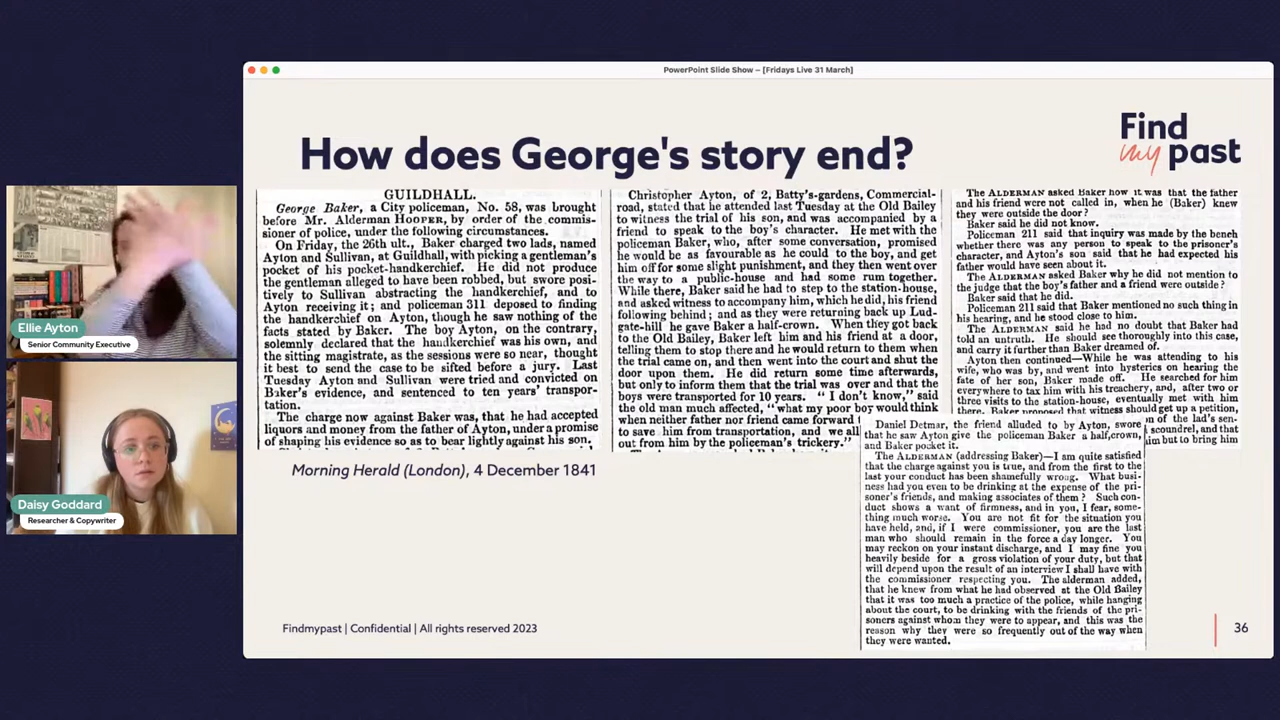 PowerPoint Slide Show – [Fridays Live 31 March]
Find
my past
How does George's story end?
GUILDHALL.
George Baker, a City policeman, No. 58, was brought
before Mr. Alderman HOOPER, by order of the commis-
sioner of police, under the following circumstances.
On Friday, the 26th ult., Baker charged two lads, named
Ayton and Sullivan, at Guildhall, with picking a gentleman's
pocket of his pocket-handkerchief. He did not produce
the gentleman alleged to have been robbed, but swore posi-
tively to Sullivan abstracting the handkerchief, and to
Ayton receiving it; and policeman 311 deposed to finding
the handkerchief on Ayton, though he saw nothing of the
facts stated by Baker. The boy Ayton, on the contrary,
solemnly declared that the handkerchief was his own, and
the sitting magistrate, as the sessions were so near, thought
it best to send the case to be sifted before a jury. Last
Tuesday Ayton and Sullivan were tried and convicted on
Baker's evidence, and sentenced to ten years' transpor-
tation.
The charge now against Baker was, that he had accepted
liquors and money from the father of Ayton, under a promise
of shaping his evidence so as to bear lightly against his son.
Christopher Ayton, of 2, Batty's-gardens, Commercial-
road, stated that he attended last Tuesday at the Old Bailey
to witness the trial of his son, and was accompanied by a
friend to speak to the boy's character. He met with the
policeman Baker, who, after some conversation, promised
he would be as favourable as he could to the boy, and get
him off for some slight punishment, and they then went over
the way to a public-house and had some rum together.
While there, Baker said he had to step to the station-house,
and asked witness to accompany him, which he did, his friend
following behind; and as they were returning back up Lud-
gate-hill he gave Baker a half-crown. When they got back
to the Old Bailey, Baker left him and his friend at a door,
telling them to stop there and he would return to them when
the trial came on, and then went into the court and shut the
door upon them. He did return some time afterwards,
but only to inform them that the trial was over and that the
boys were transported for 10 years. "I don't know," said
the old man much affected, "what my poor boy would think
when neither father nor friend came forward t
to save him from transportation, and we all
out from him by the policeman's trickery."
The ALDERMAN asked Baker how it was that the father
and his friend were not called in, when he (Baker) knew
they were outside the door?
Baker said he did not know.
Policeman 211 said that inquiry was made by the bench
whether there was any person to speak to the prisoner's
character, and Ayton's son said that he had expected his
father would have seen about it.
The ALDERMAN asked Baker why he did not mention to
the judge that the boy's father and a friend were outside?
Baker said that he did.
Policeman 211 said that Baker mentioned no such thing in
his hearing, and he stood close to him.
The ALDERMAN said he had no doubt that Baker had
told an untruth. He should see thoroughly into this case,
and carry it further than Baker dreamed of.
Ayton then continued—While he was attending to his
wife, who was by, and went into hysterics on hearing the
fate of her son, Baker made off. He searched for him
everywhere to tax him with his treachery, and, after two or
three visits to the station-house, eventually met with him
there. Baker proposed that witness should get up a petition,
on of the lad's sen-
scoundrel, and that
him but to bring him
Daniel Detmar, the friend alluded to by Ayton, swore
that he saw Ayton give the policeman Baker a half,crown,
and Baker pocket it.
The ALDERMAN (addressing Baker)—I am quite satisfied
that the charge against you is true, and from the first to the
last your conduct has been shamefully wrong. What busi-
ness had you even to be drinking at the expense of the pri-
soner's friends, and making associates of them? Such con-
duct shows a want of firmness, and in you, I fear, some-
thing much worse. You are not fit for the situation you
have held, and, if I were commissioner, you are the last
man who should remain in the force a day longer. You
may reckon on your instant discharge, and I may fine you
heavily beside for a gross violation of your duty, but that
will depend upon the result of an interview I shall have with
the commissioner respecting you. The alderman added,
that he knew from what he had observed at the Old Bailey
that it was too much a practice of the police, while hanging
about the court, to be drinking with the friends of the pri-
soners against whom they were to appear, and this was the
reason why they were so frequently out of the way when
they were wanted.
Morning Herald (London), 4 December 1841
Findmypast | Confidential | All rights reserved 2023
36
Ellie Ayton
Senior Community Executive
Daisy Goddard
Researcher & Copywriter